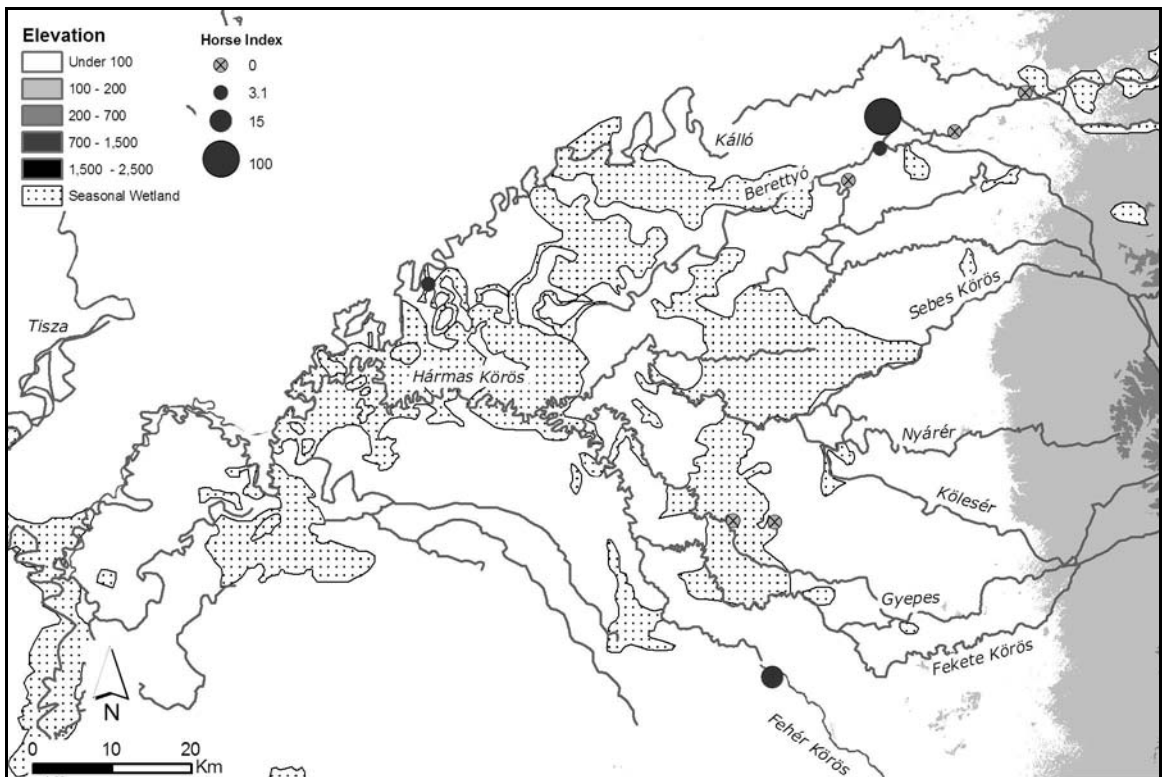 Elevation
Under 100
100 - 200
200 - 700
700 - 1,500
1,500 - 2,500
Seasonal Wetland
Horse Index
0
3.1
15
100
Kálló
Berettyó
Sebes Körös
Tisza
Hármas Körös
Nyárér
Kölesér
Gyepes
Fekete Körös
Fehér Körös
N
0 10 20
Km